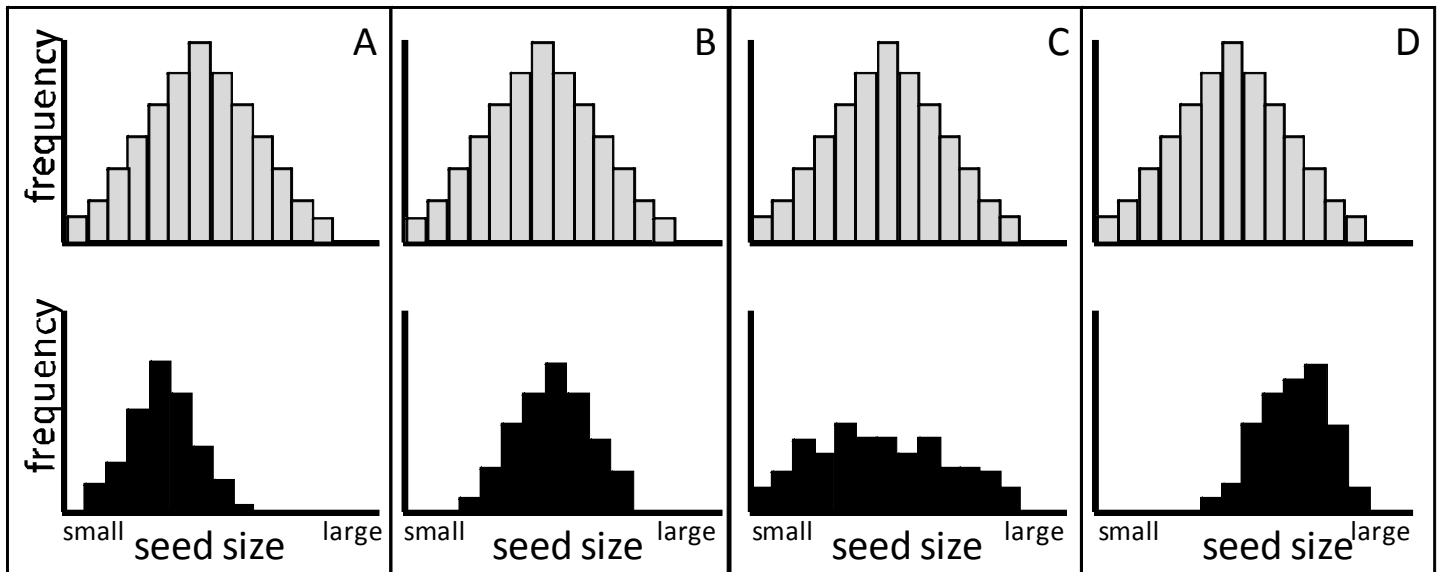 A
B
C
D
frequency
frequency
small large
small large
small large
small large
seed size
seed size
seed size
seed size